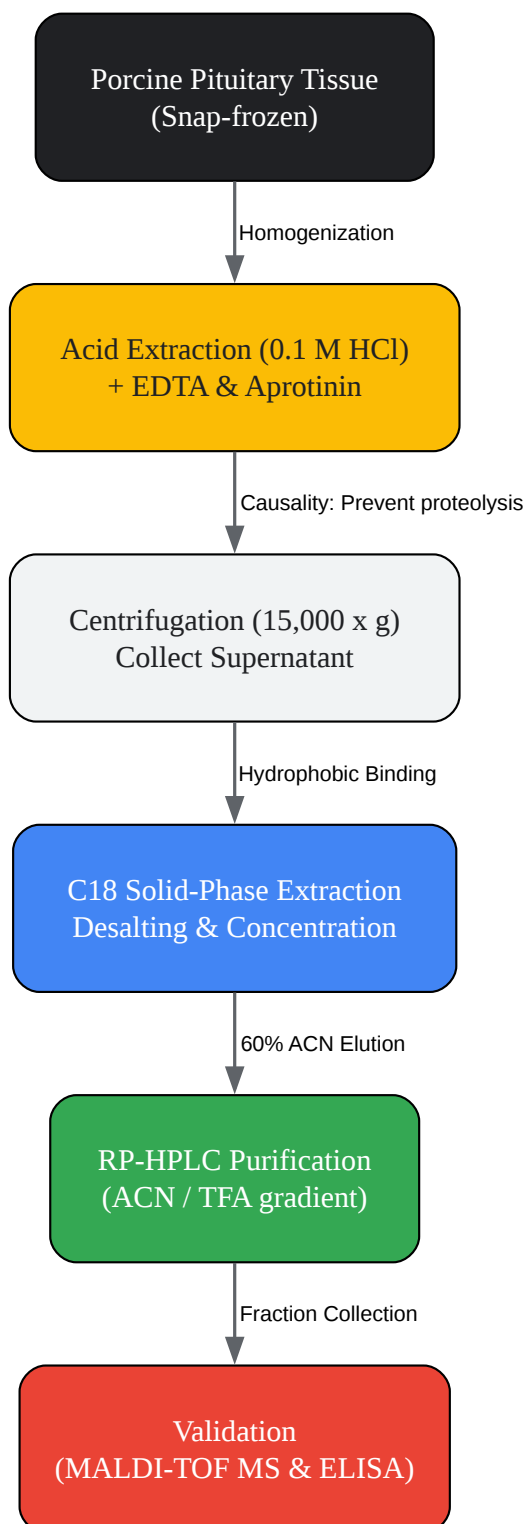 Porcine Pituitary Tissue
(Snap-frozen)
Homogenization
Acid Extraction (0.1 M HCl)
+ EDTA & Aprotinin
Causality: Prevent proteolysis
Centrifugation (15,000 x g)
Collect Supernatant
Hydrophobic Binding
C18 Solid-Phase Extraction
Desalting & Concentration
60% ACN Elution
RP-HPLC Purification
(ACN / TFA gradient)
Fraction Collection
Validation
(MALDI-TOF MS & ELISA)